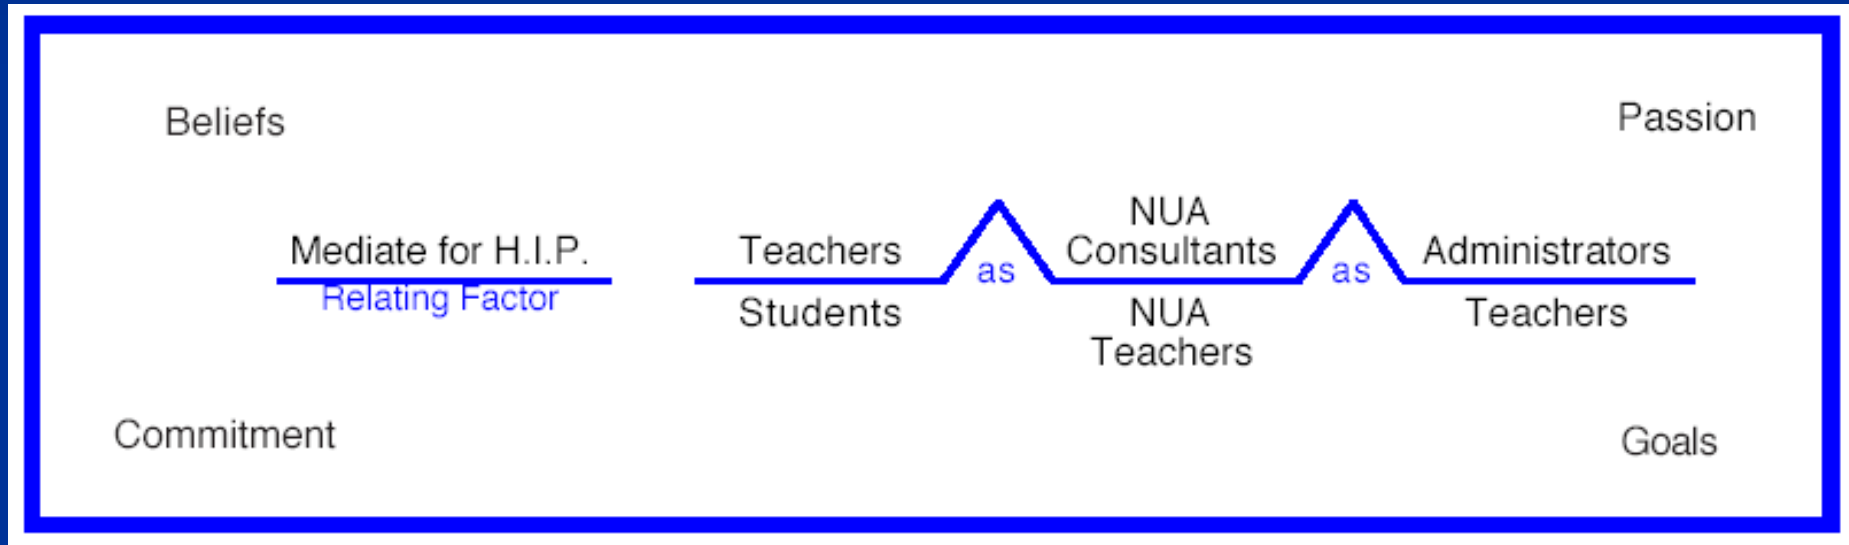 Beliefs
Passion
Mediate for H.I.P.
Relating Factor
Teachers
Students
as
NUA
Consultants
NUA
Teachers
as
Administrators
Teachers
Commitment
Goals